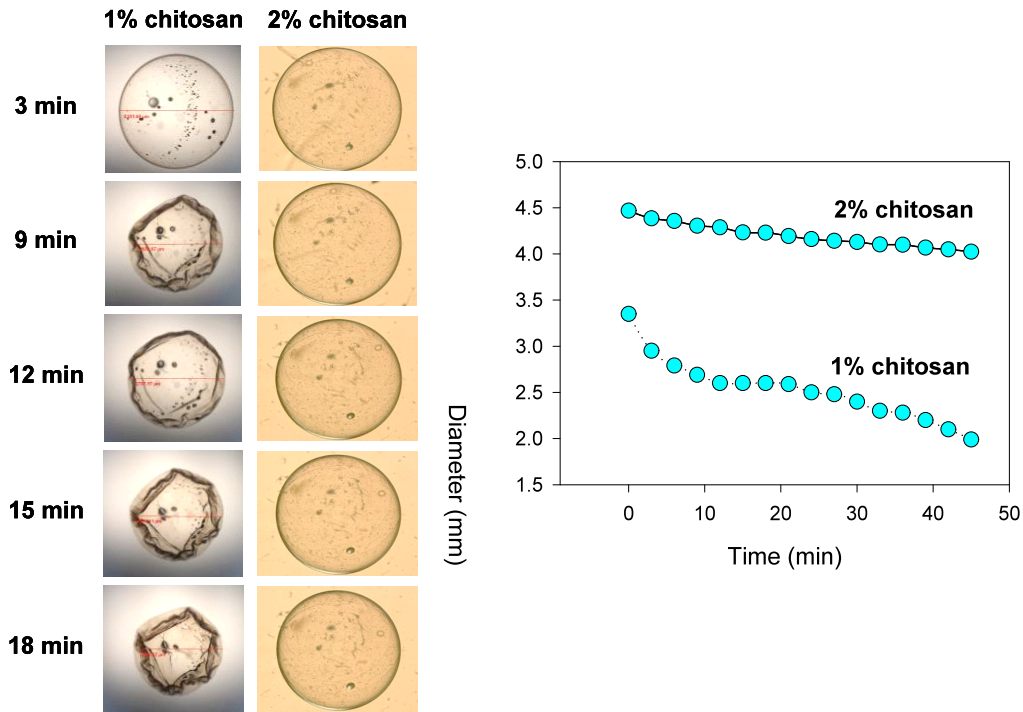 1% chitosan
2% chitosan
3 min
9 min
12 min
15 min
18 min
Diameter (mm)
5.0
4.5
4.0
3.5
3.0
2.5
2.0
1.5
2% chitosan
1% chitosan
0
10
20
30
40
50
Time (min)